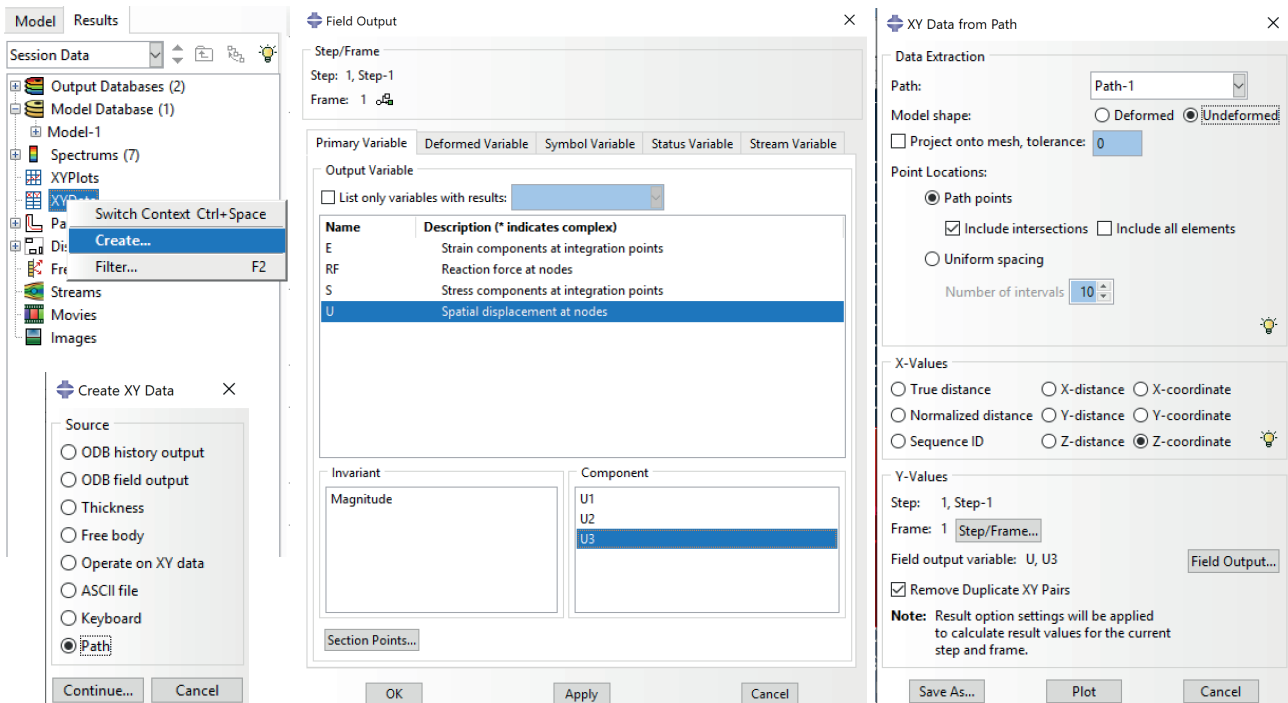 Model Results
Session Data
Output Databases (2)
Model Database (1)
Model-1
Spectrums (7)
XYPlots
XYData
Switch Context Ctrl+Space
Create...
Filter... F2
Pa
Di
Fre
Streams
Movies
Images
Create XY Data
Source
ODB history output
ODB field output
Thickness
Free body
Operate on XY data
ASCII file
Keyboard
Path
Continue... Cancel
Field Output
Step/Frame
Step: 1, Step-1
Frame: 1
Primary Variable Deformed Variable Symbol Variable Status Variable Stream Variable
Output Variable
List only variables with results:
Name Description (* indicates complex)
E Strain components at integration points
RF Reaction force at nodes
S Stress components at integration points
U Spatial displacement at nodes
Invariant
Magnitude
Component
U1
U2
U3
Section Points...
OK Apply Cancel
XY Data from Path
Data Extraction
Path: Path-1
Model shape: Deformed Undeformed
Project onto mesh, tolerance: 0
Point Locations:
Path points
Include intersections Include all elements
Uniform spacing
Number of intervals 10
X-Values
True distance X-distance X-coordinate
Normalized distance Y-distance Y-coordinate
Sequence ID Z-distance Z-coordinate
Y-Values
Step: 1, Step-1
Frame: 1 Step/Frame...
Field output variable: U, U3 Field Output...
Remove Duplicate XY Pairs
Note: Result option settings will be applied
to calculate result values for the current
step and frame.
Save As... Plot Cancel